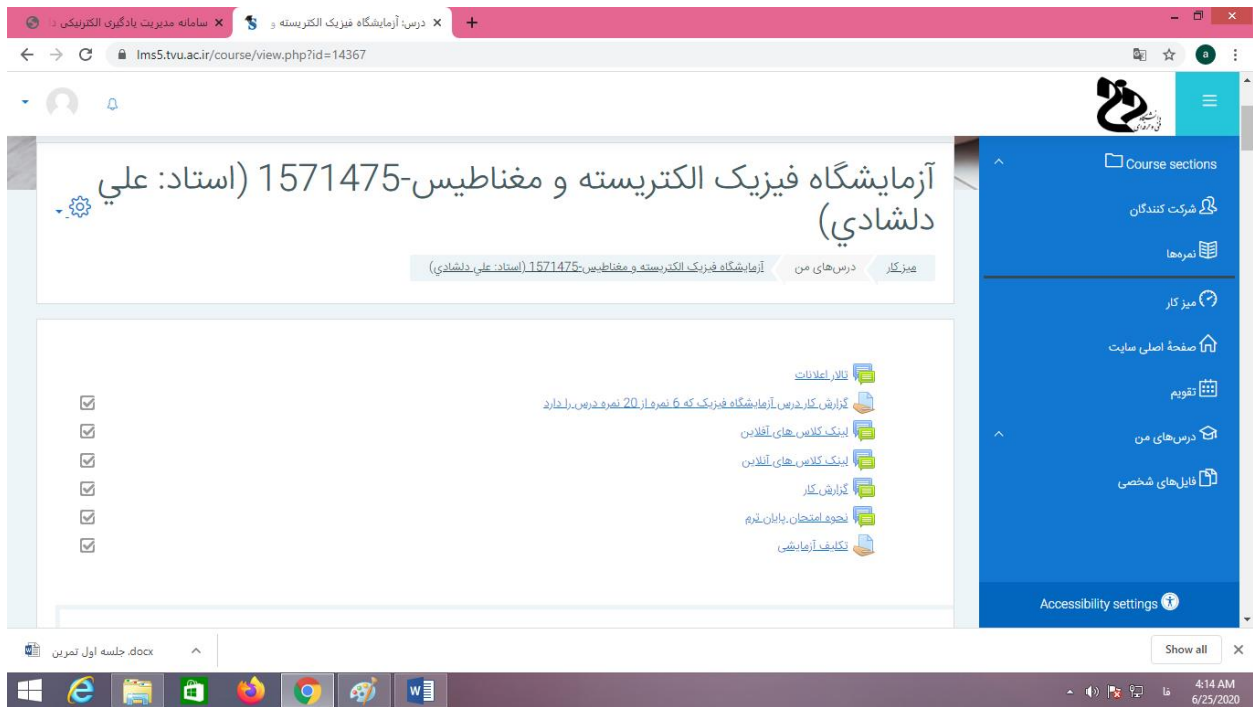 درس: آزمایشگاه فیزیک الکتریسته و
سامانه مدیریت یادگیری الکترنیکی د
lms5.tvu.ac.ir/course/view.php?id=14367
a
آزمایشگاه فیزیک الکتریسته و مغناطیس-1571475 (استاد: علي
دلشادي)
میز کار
درس‌های من
آزمایشگاه فیزیک الکتریسته و مغناطیس-1571475 (استاد: علي دلشادي)
تالار اعلانات
گزارش کار درس آزمایشگاه فیزیک که 6 نمره از 20 نمره درس را دارد
لینک کلاس های آفلاین
لینک کلاس های آنلاین
گزارش کار
نحوه امتحان پایان ترم
تکلیف آزمایشی
Course sections
شرکت کنندگان
نمره‌ها
میز کار
صفحهٔ اصلی سایت
تقویم
درس‌های من
فایل‌های شخصی
Accessibility settings
جلسه اول تمرین.docx
Show all
فا
4:14 AM
6/25/2020